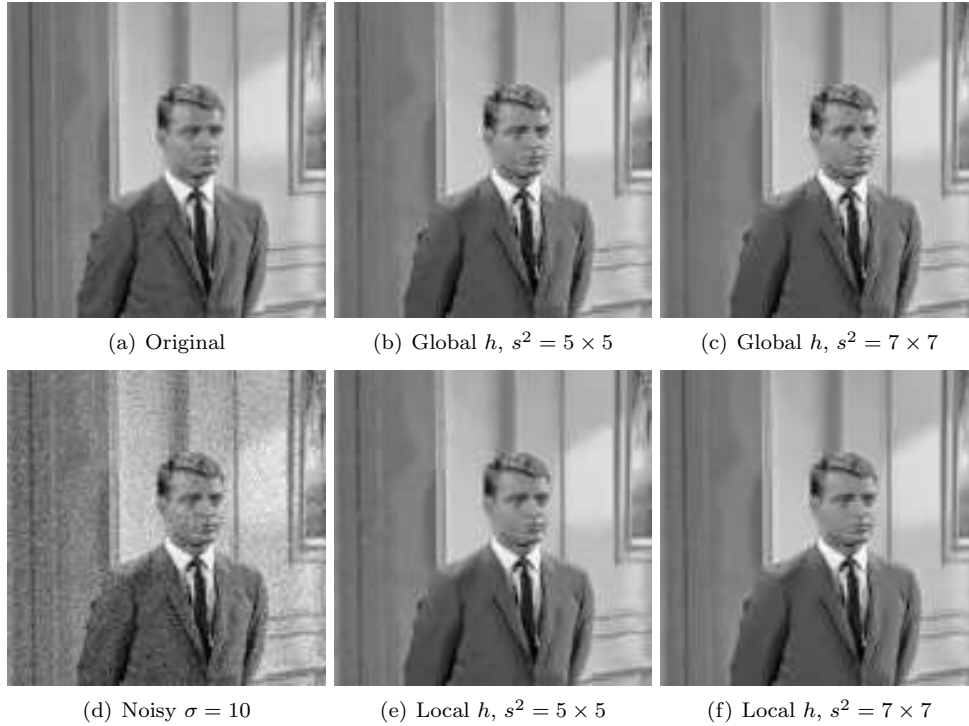 (a) Original
(b) Global h, s² = 5 × 5
(c) Global h, s² = 7 × 7
(d) Noisy σ = 10
(e) Local h, s² = 5 × 5
(f) Local h, s² = 7 × 7